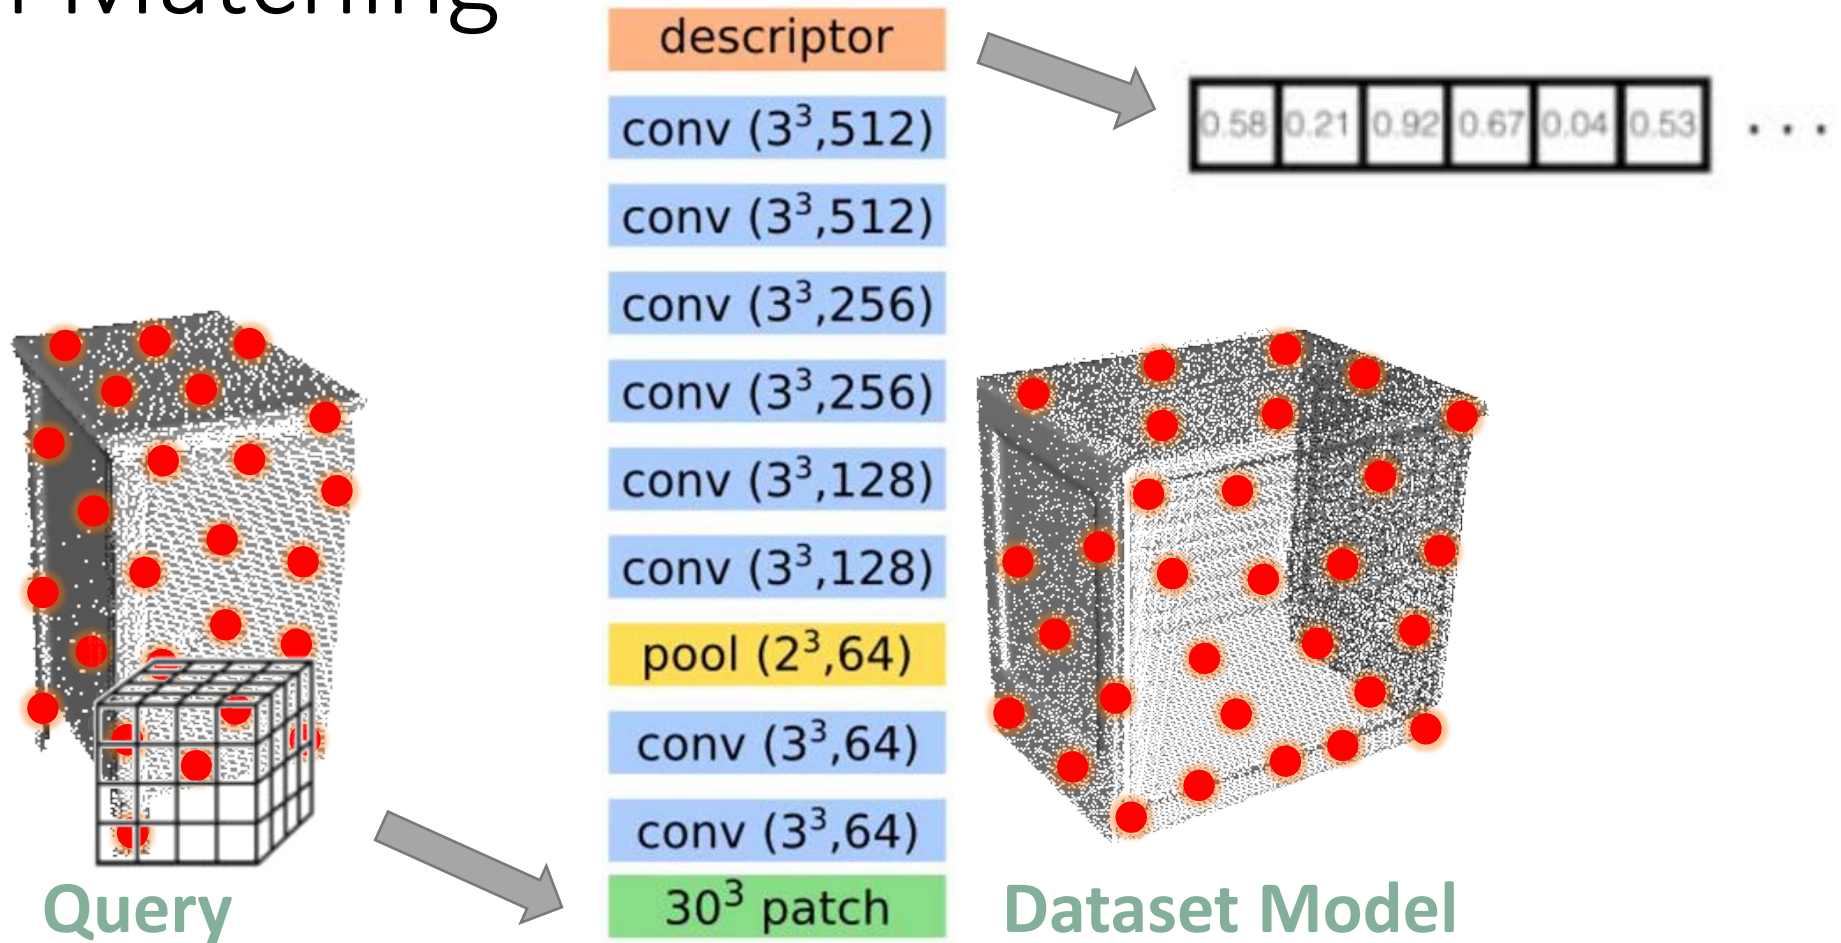 Matching
descriptor
0.58 0.21 0.92 0.67 0.04 0.53 ...
conv (3³,512)
conv (3³,512)
conv (3³,256)
conv (3³,256)
conv (3³,128)
conv (3³,128)
pool (2³,64)
conv (3³,64)
conv (3³,64)
30³ patch
Query
Dataset Model